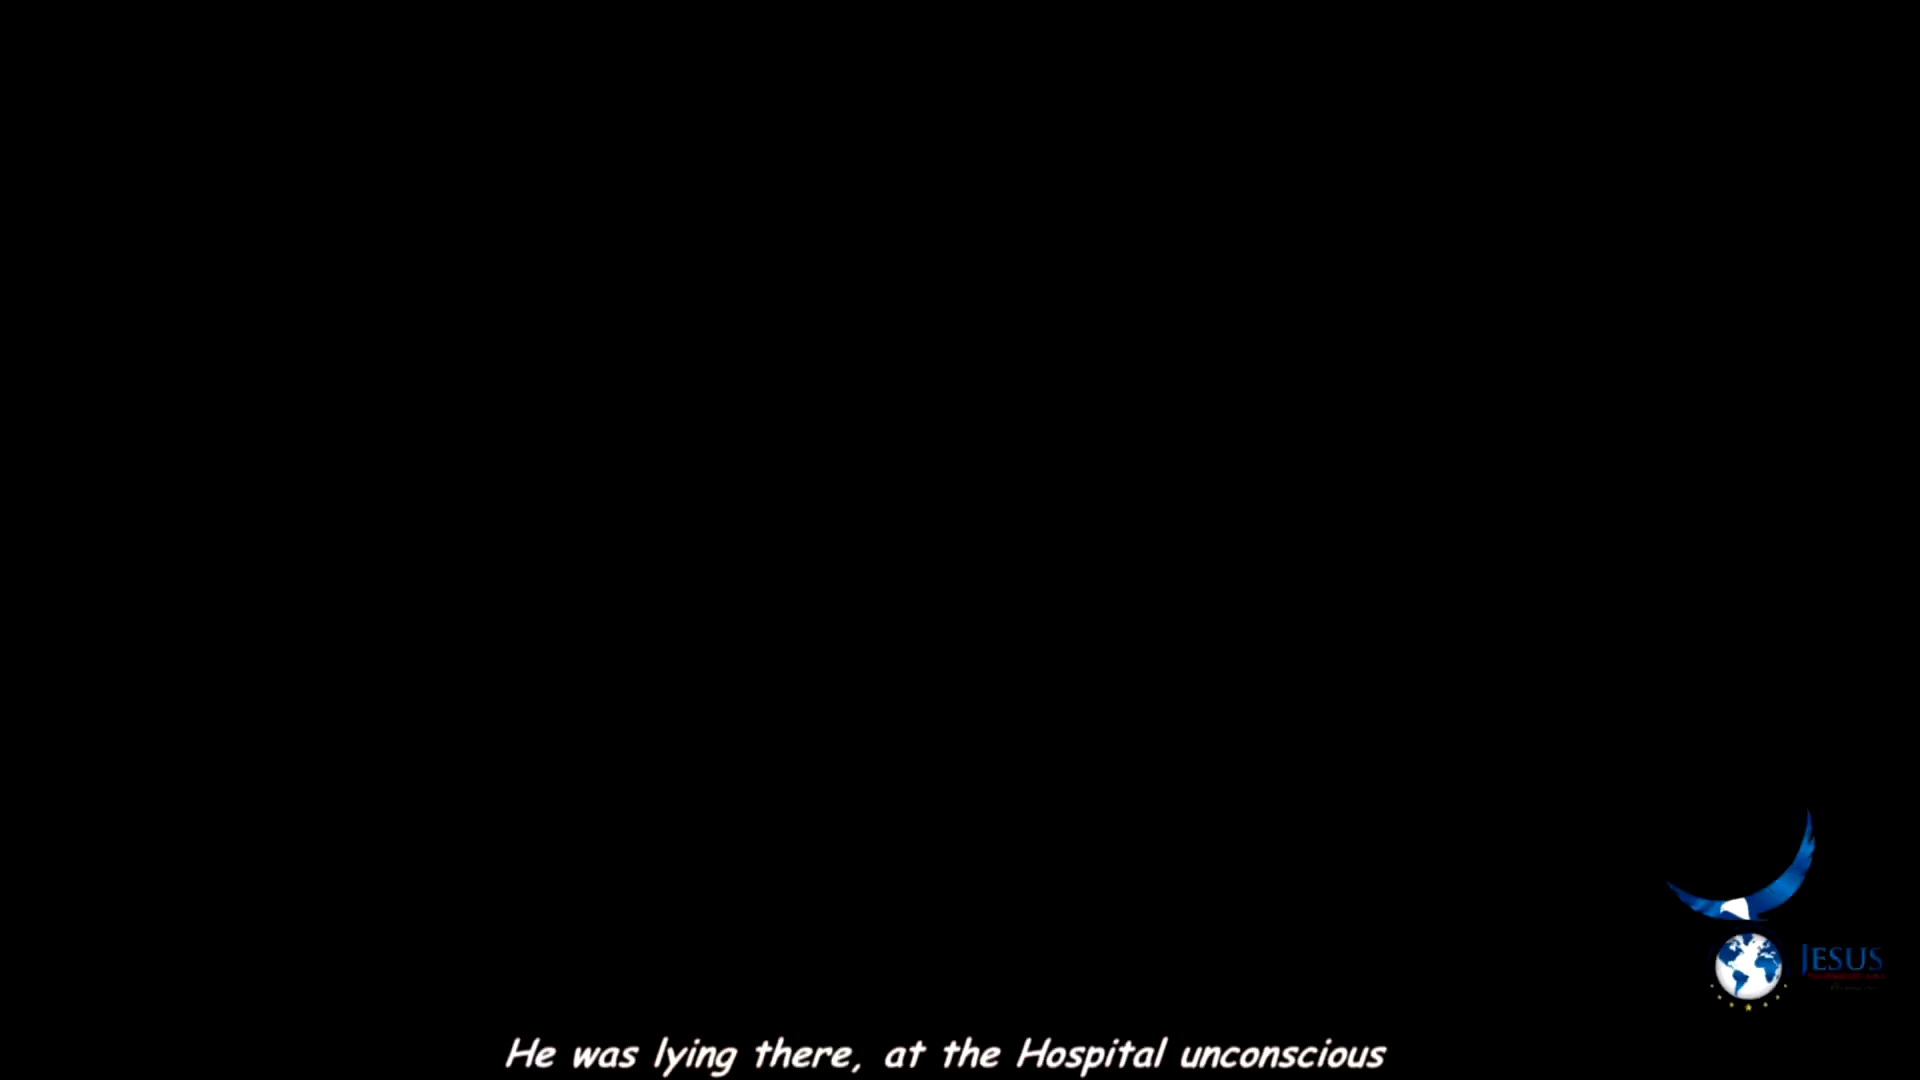 JESUS
He was lying there, at the Hospital unconscious